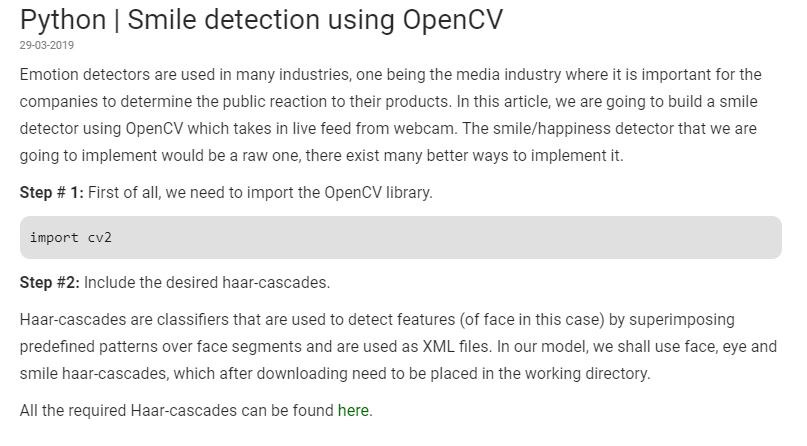 Python | Smile detection using OpenCV
29-03-2019
Emotion detectors are used in many industries, one being the media industry where it is important for the
companies to determine the public reaction to their products. In this article, we are going to build a smile
detector using OpenCV which takes in live feed from webcam. The smile/happiness detector that we are
going to implement would be a raw one, there exist many better ways to implement it.
Step # 1: First of all, we need to import the OpenCV library.
import cv2
Step #2: Include the desired haar-cascades.
Haar-cascades are classifiers that are used to detect features (of face in this case) by superimposing
predefined patterns over face segments and are used as XML files. In our model, we shall use face, eye and
smile haar-cascades, which after downloading need to be placed in the working directory.
All the required Haar-cascades can be found here.